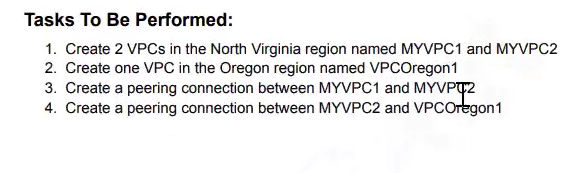 Tasks To Be Performed:
1. Create 2 VPCs in the North Virginia region named MYVPC1 and MYVPC2
2. Create one VPC in the Oregon region named VPCOregon1
3. Create a peering connection between MYVPC1 and MYVPC2
4. Create a peering connection between MYVPC2 and VPCOregon1